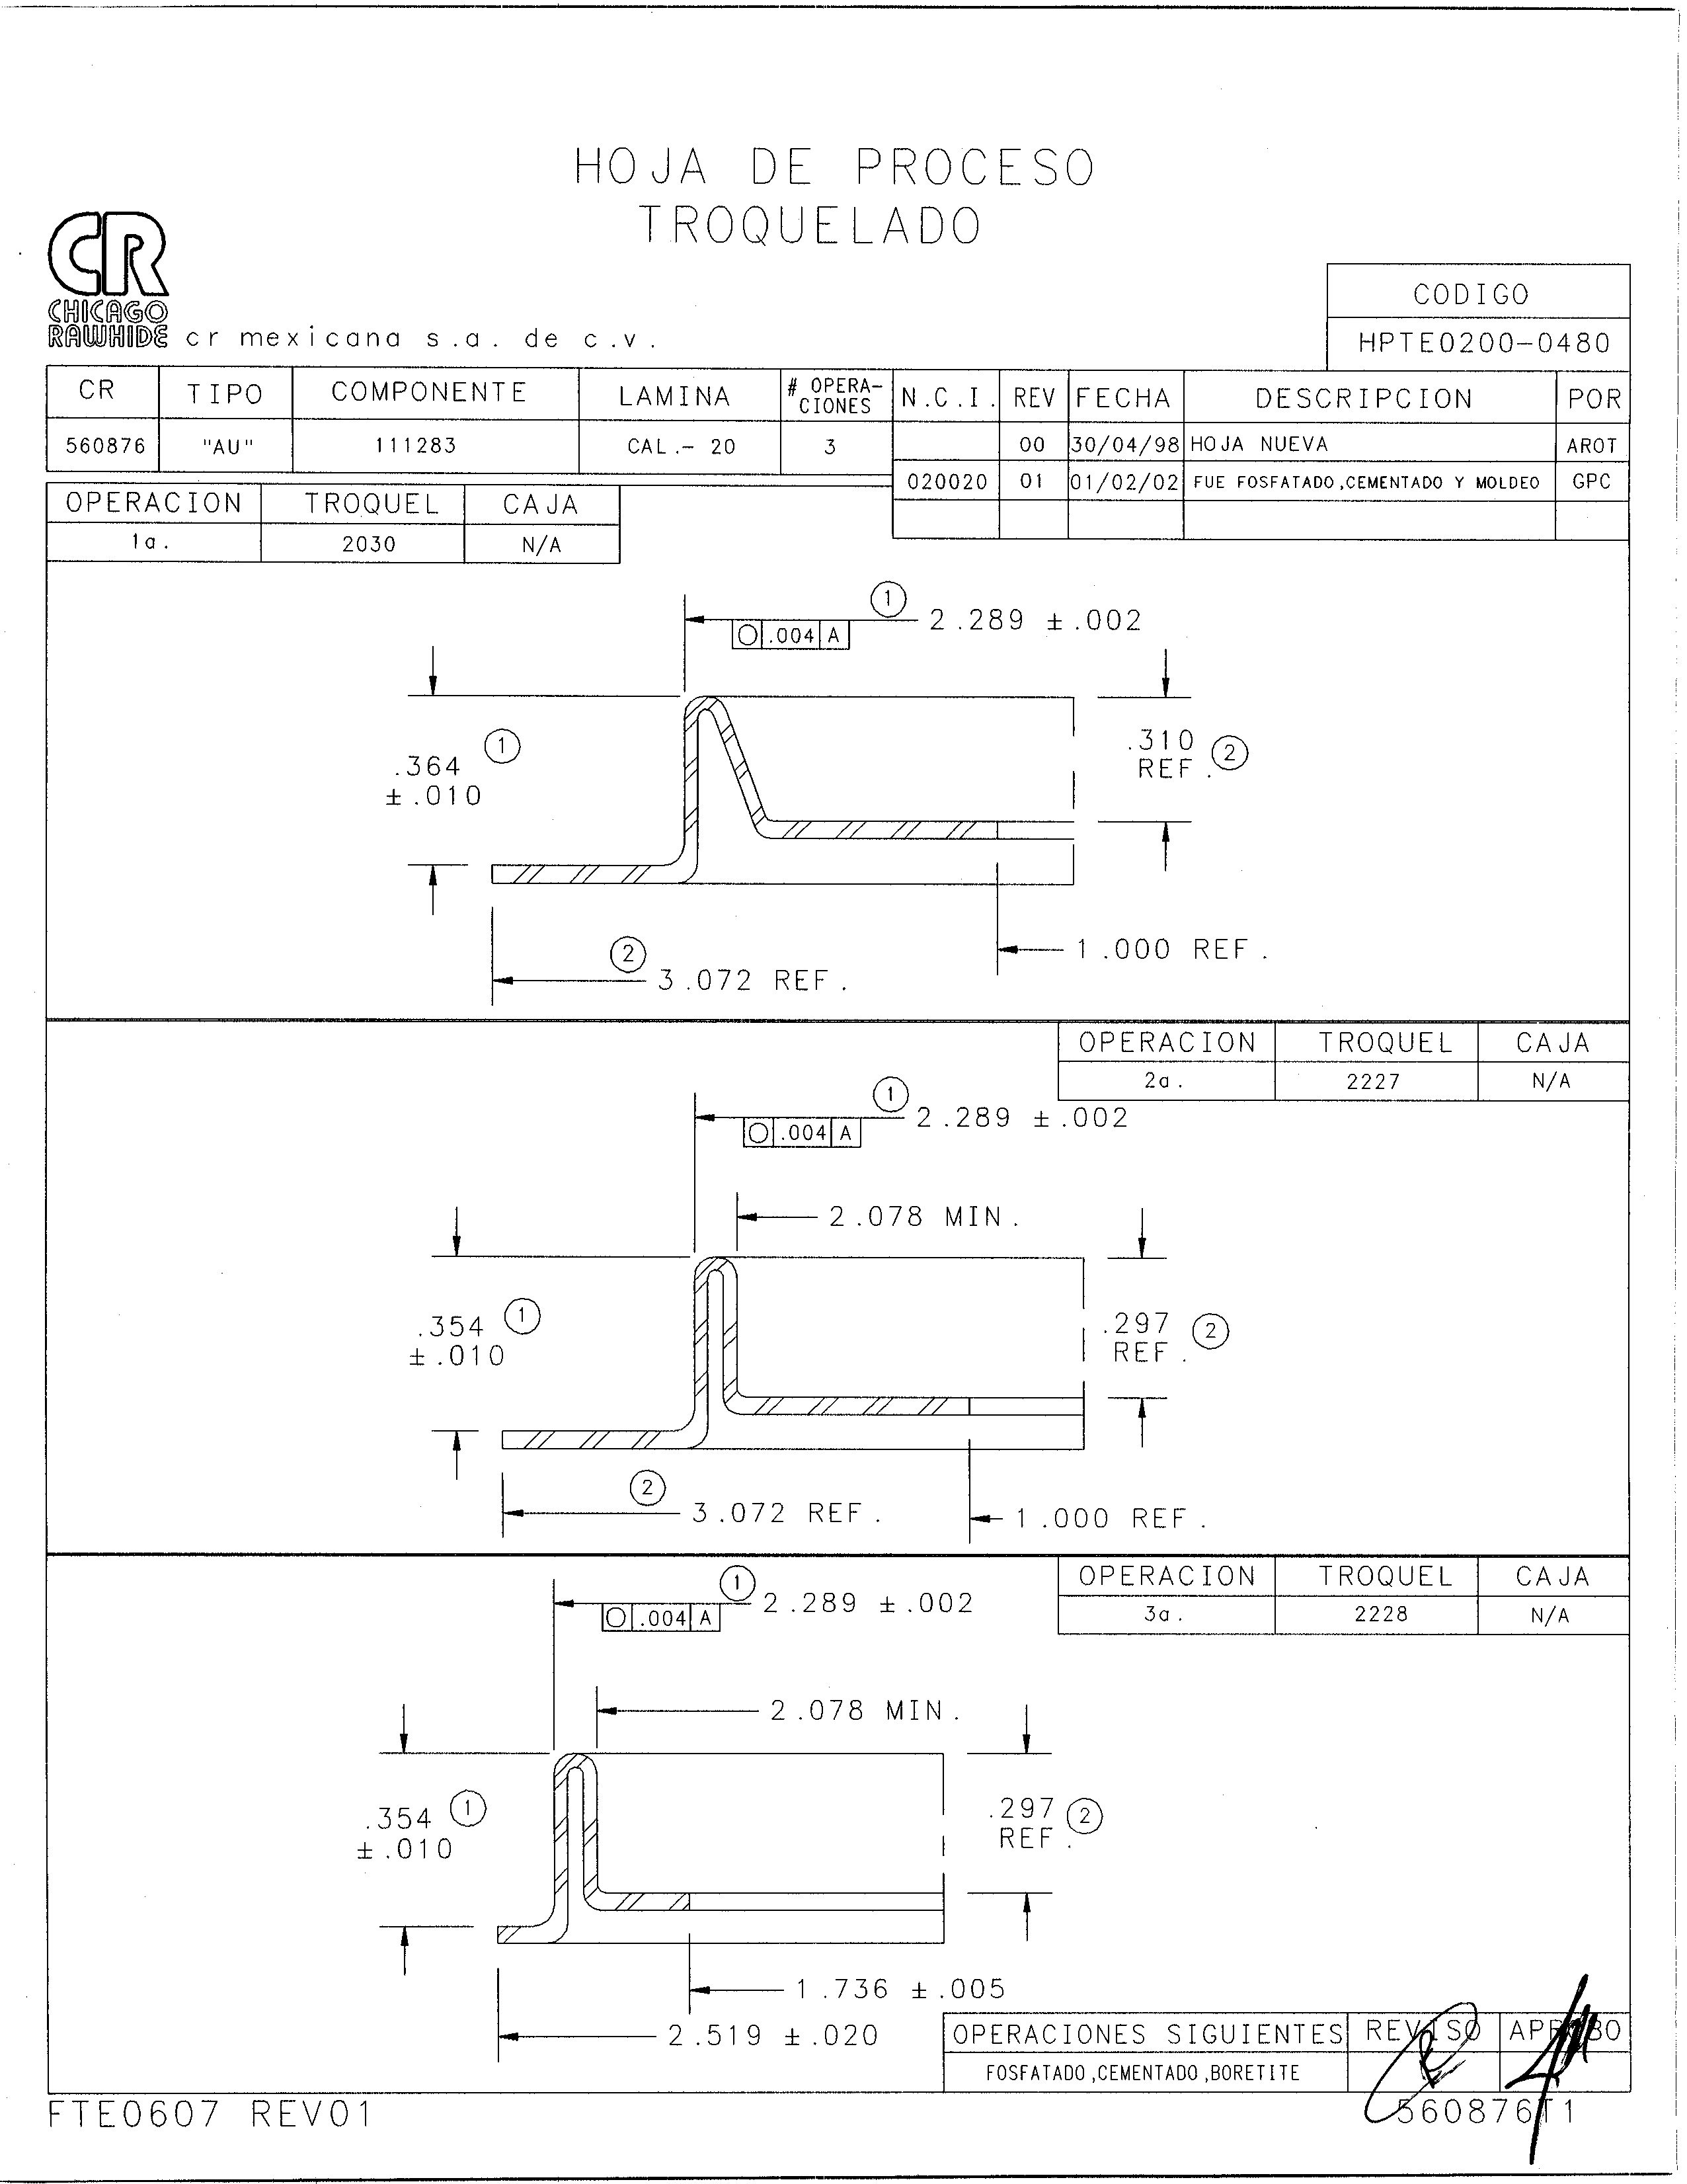 HOJA DE PROCESO
TROQUELADO
CR
CHICAGO
RAWHIDE cr mexicana s.a. de c.v.
CODIGO
HPTE0200-0480
CR TIPO COMPONENTE LAMINA # OPERA-CIONES N.C.I. REV FECHA DESCRIPCION POR
560876 "AU" 111283 CAL.- 20 3 00 30/04/98 HOJA NUEVA AROT
020020 01 01/02/02 FUE FOSFATADO,CEMENTADO Y MOLDEO GPC
OPERACION TROQUEL CAJA
1a. 2030 N/A
1
2.289 ±.002
○ .004 A
.364
±.010
1
.310
REF.
2
1.000 REF.
2
3.072 REF.
OPERACION TROQUEL CAJA
2a. 2227 N/A
1
2.289 ±.002
○ .004 A
2.078 MIN.
.354
±.010
1
.297
REF.
2
2
3.072 REF.
1.000 REF.
OPERACION TROQUEL CAJA
3a. 2228 N/A
1
2.289 ±.002
○ .004 A
2.078 MIN.
.354
±.010
1
.297
REF.
2
1.736 ±.005
2.519 ±.020
OPERACIONES SIGUIENTES REVISO APROBO
FOSFATADO,CEMENTADO,BORETITE
FTE0607 REV01
560876T1